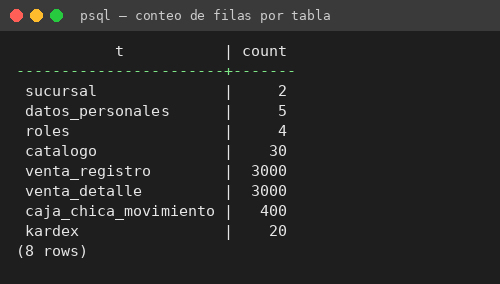 psql — conteo de filas por tabla
t | count
-----------------------+-------
sucursal | 2
datos_personales | 5
roles | 4
catalogo | 30
venta_registro | 3000
venta_detalle | 3000
caja_chica_movimiento | 400
kardex | 20
(8 rows)